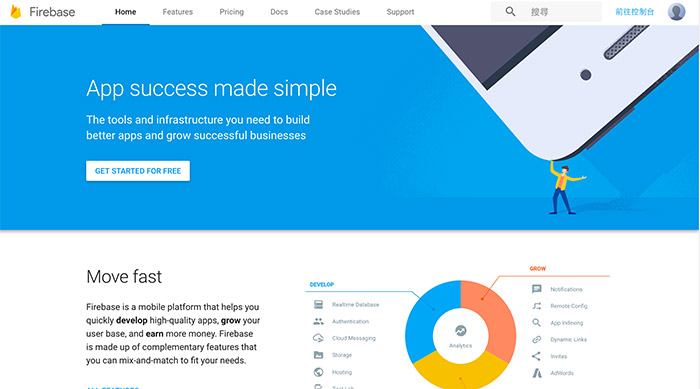 Firebase
Home
Features
Pricing
Docs
Case Studies
Support
搜尋
前往控制台
App success made simple
The tools and infrastructure you need to build
better apps and grow successful businesses
GET STARTED FOR FREE
Move fast
Firebase is a mobile platform that helps you
quickly develop high-quality apps, grow your
user base, and earn more money. Firebase
is made up of complementary features that
you can mix-and-match to fit your needs.
DEVELOP
Realtime Database
Authentication
Cloud Messaging
Storage
Hosting
Analytics
GROW
Notifications
Remote Config
App Indexing
Dynamic Links
Invites
AdWords